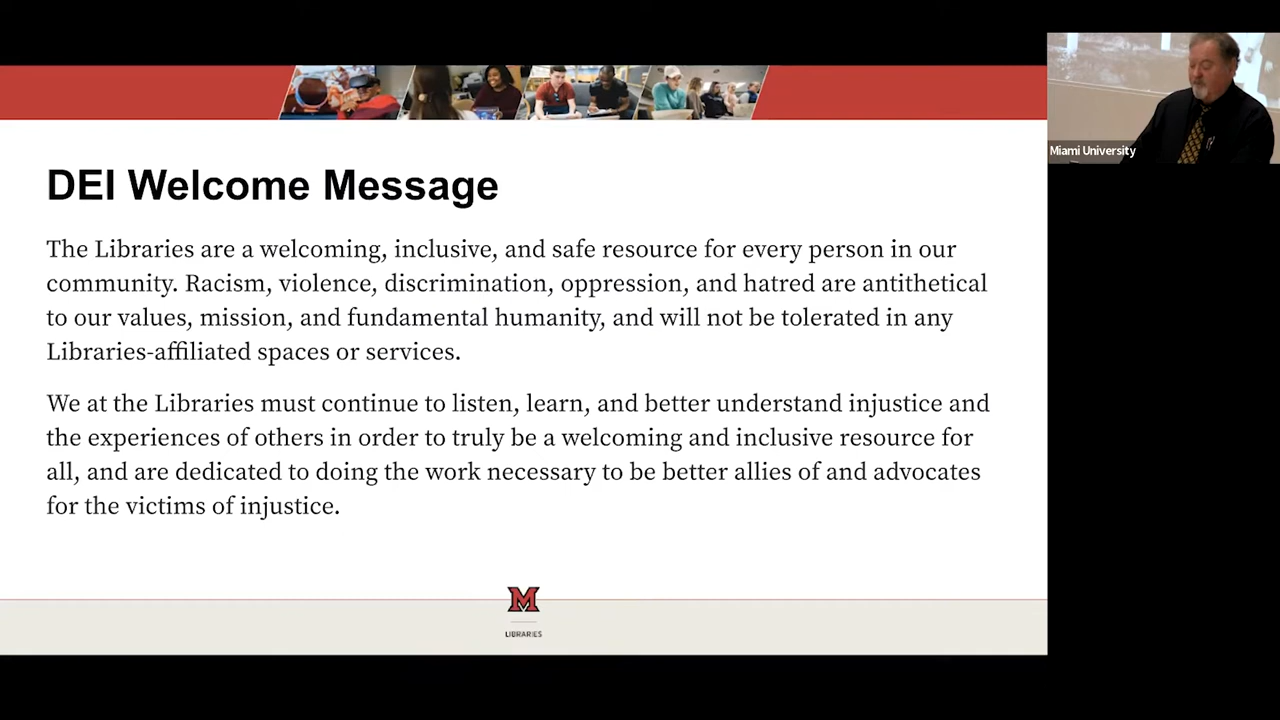 DEI Welcome Message
The Libraries are a welcoming, inclusive, and safe resource for every person in our
community. Racism, violence, discrimination, oppression, and hatred are antithetical
to our values, mission, and fundamental humanity, and will not be tolerated in any
Libraries-affiliated spaces or services.
We at the Libraries must continue to listen, learn, and better understand injustice and
the experiences of others in order to truly be a welcoming and inclusive resource for
all, and are dedicated to doing the work necessary to be better allies of and advocates
for the victims of injustice.
M
LIBRARIES
Miami University